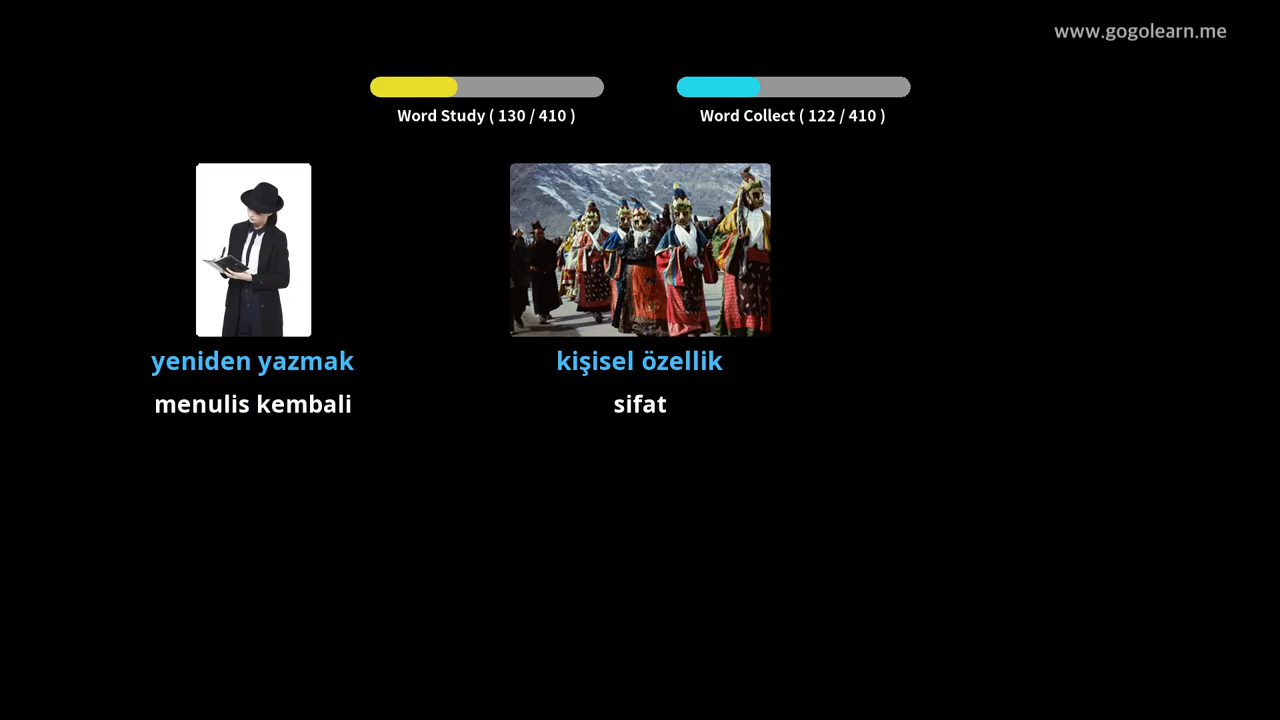 www.gogolearn.me
Word Study ( 130 / 410 )
Word Collect ( 122 / 410 )
yeniden yazmak
menulis kembali
kişisel özellik
sifat